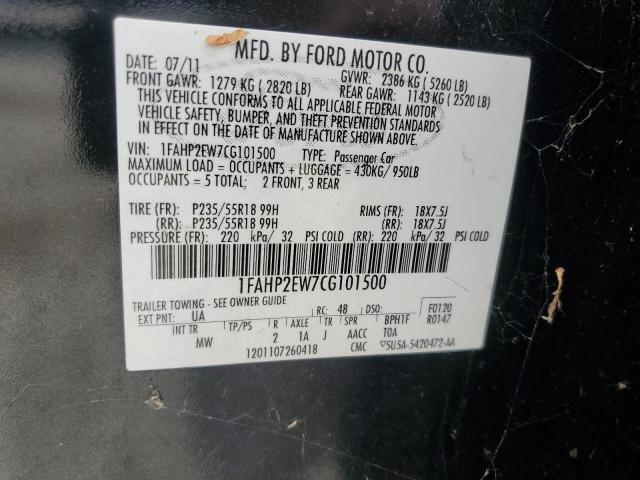 MFD. BY FORD MOTOR CO.
DATE: 07/11 GVWR: 2386 KG ( 5260 LB)
FRONT GAWR: 1279 KG ( 2820 LB) REAR GAWR: 1143 KG ( 2520 LB)
THIS VEHICLE CONFORMS TO ALL APPLICABLE FEDERAL MOTOR
VEHICLE SAFETY, BUMPER, AND THEFT PREVENTION STANDARDS
IN EFFECT ON THE DATE OF MANUFACTURE SHOWN ABOVE.
VIN: 1FAHP2EW7CG101500 TYPE: Passenger Car
MAXIMUM LOAD = OCCUPANTS + LUGGAGE = 430KG/ 950LB
OCCUPANTS = 5 TOTAL; 2 FRONT, 3 REAR
TIRE (FR): P235/55R18 99H RIMS (FR): 18X7.5J
(RR): P235/55R18 99H (RR): 18X7.5J
PRESSURE (FR): 220 kPa/ 32 PSI COLD (RR): 220 kPa/ 32 PSI COLD
1FAHP2EW7CG101500
TRAILER TOWING - SEE OWNER GUIDE
EXT PNT: UA RC: 48 DSO: F0120
INT TR TP/PS R AXLE TR SPR BPH1F R0147
MW 2 1A J AACC TOA
1201107260418 CMC ▽5U5A-5420472-AA